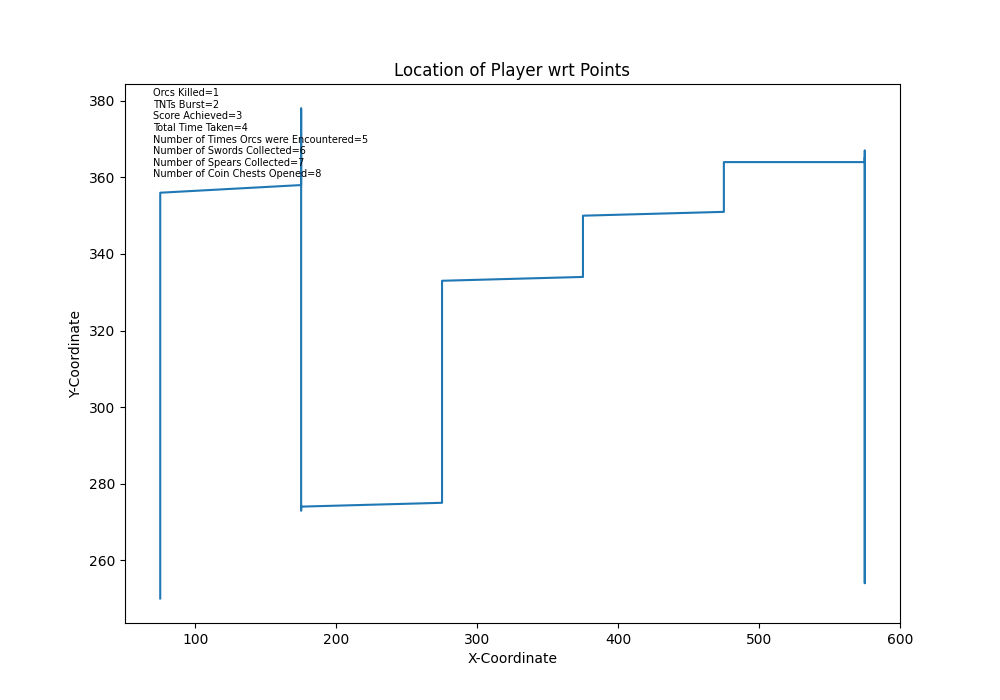 Location of Player wrt Points
Orcs Killed=1
TNTs Burst=2
Score Achieved=3
Total Time Taken=4
Number of Times Orcs were Encountered=5
Number of Swords Collected=6
Number of Spears Collected=7
Number of Coin Chests Opened=8
380
360
340
320
300
280
260
Y-Coordinate
100 200 300 400 500 600
X-Coordinate